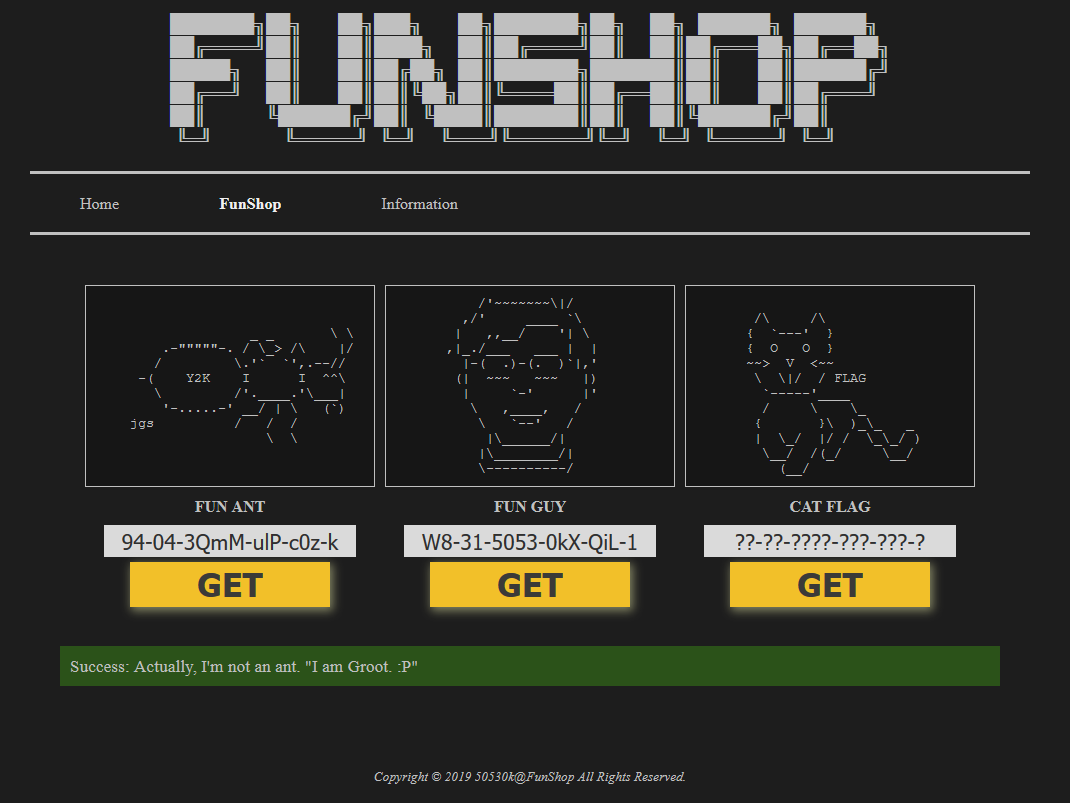 FUNSHOP
Home FunShop Information
Y2K
jgs
FLAG
FUN ANT FUN GUY CAT FLAG
94-04-3QmM-ulP-c0z-k W8-31-5053-0kX-QiL-1 ??-??-????-???-???-?
GET GET GET
Success: Actually, I'm not an ant. "I am Groot. :P"
Copyright © 2019 50530k@FunShop All Rights Reserved.